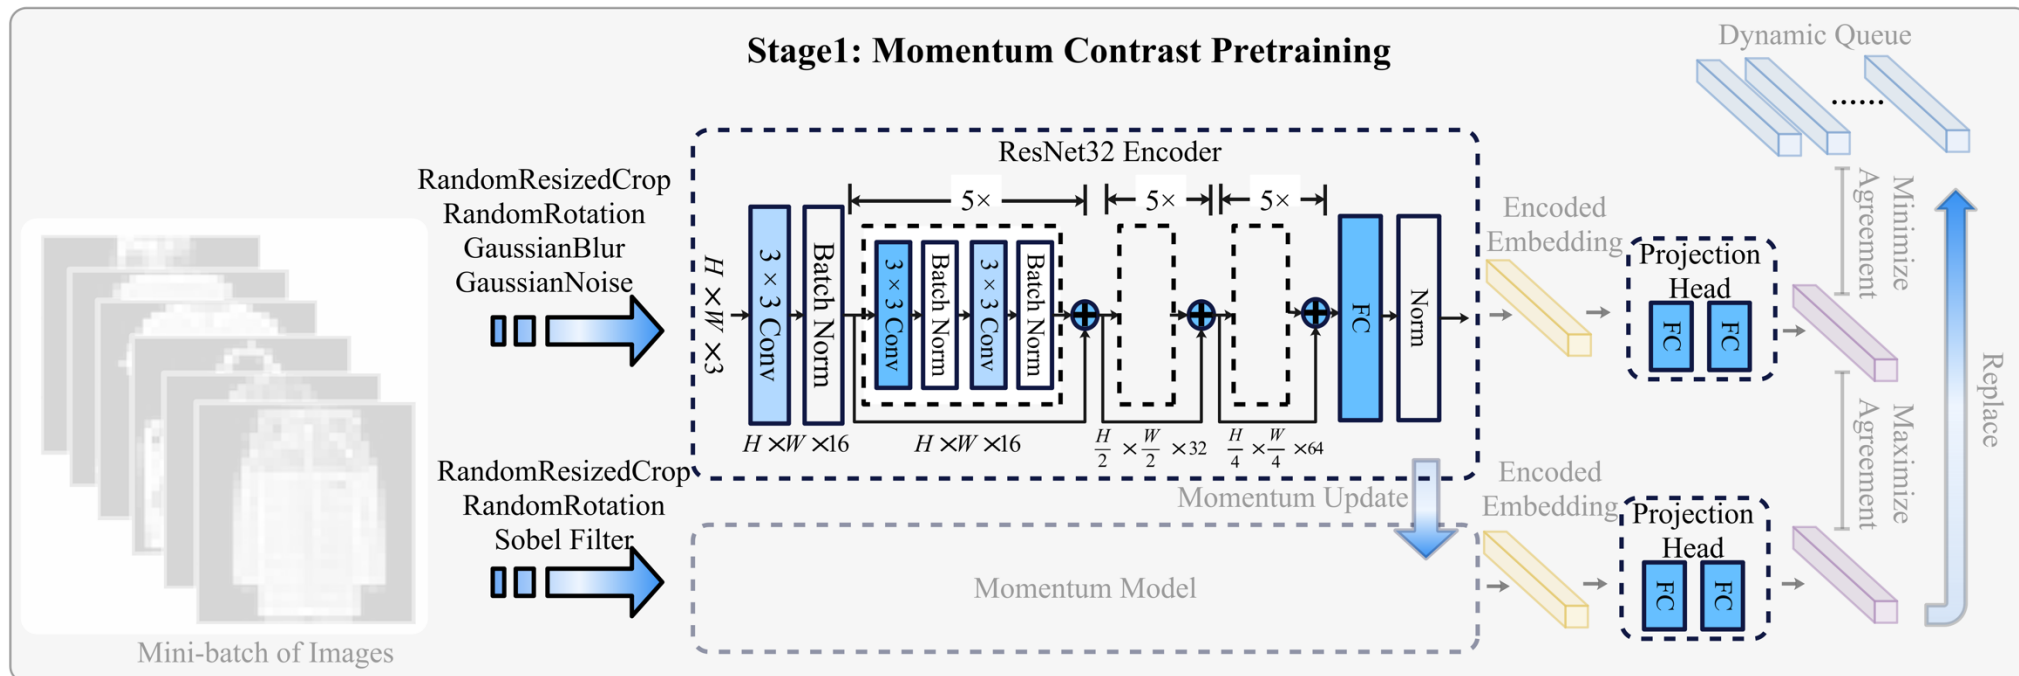 Stage1: Momentum Contrast Pretraining
Dynamic Queue
......
RandomResizedCrop
RandomRotation
GaussianBlur
GaussianNoise
ResNet32 Encoder
5×
5×
5×
H × W × 3
3 × 3 Conv
Batch Norm
3 × 3 Conv
Batch Norm
3 × 3 Conv
Batch Norm
FC
Norm
H × W × 16
H × W × 16
H/2 × W/2 × 32
H/4 × W/4 × 64
Encoded
Embedding
Projection
Head
FC
FC
Minimize
Agreement
Maximize
Agreement
Replace
RandomResizedCrop
RandomRotation
Sobel Filter
Momentum Update
Momentum Model
Encoded
Embedding
Projection
Head
FC
FC
Mini-batch of Images